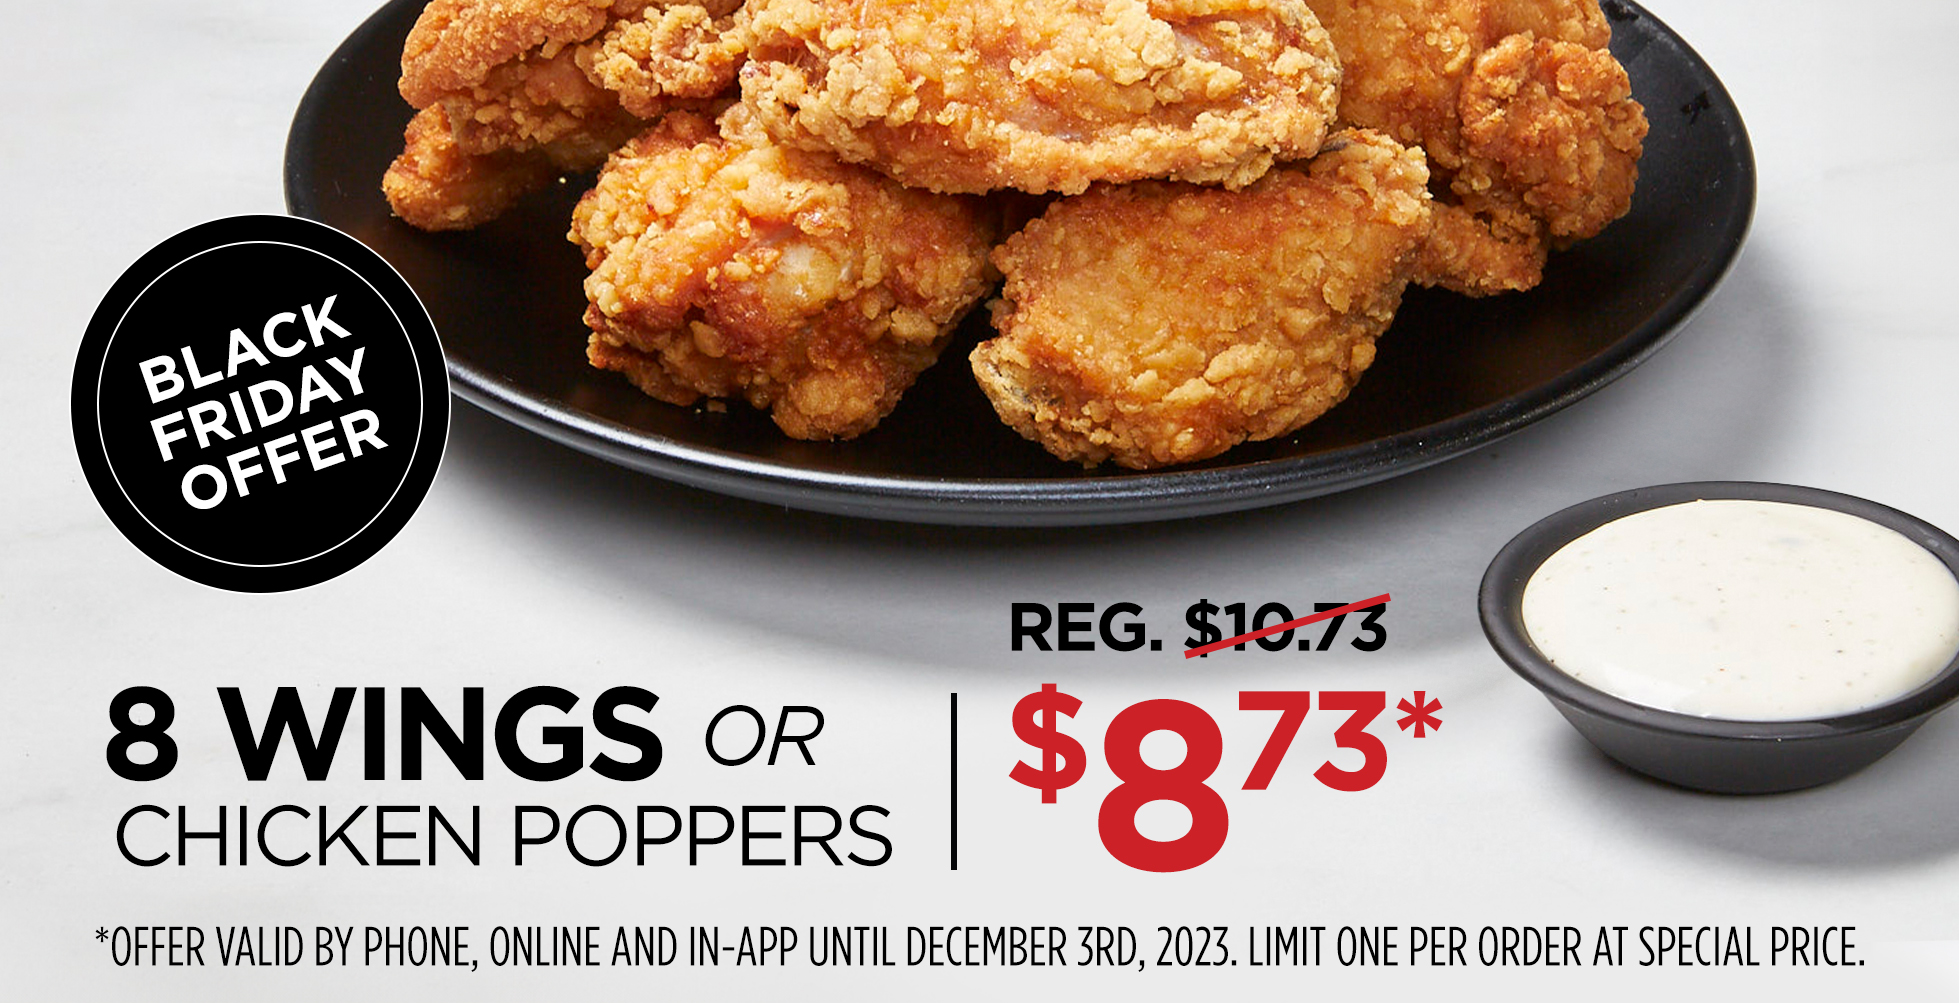 BLACK
FRIDAY
OFFER
REG. $10.73
8 WINGS OR
CHICKEN POPPERS
$873*
*OFFER VALID BY PHONE, ONLINE AND IN-APP UNTIL DECEMBER 3RD, 2023. LIMIT ONE PER ORDER AT SPECIAL PRICE.